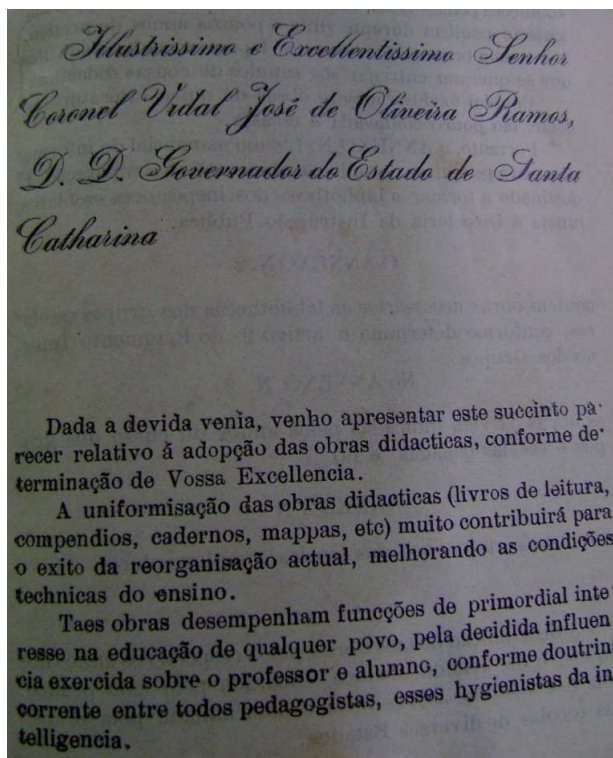 Illustrissimo e Excellentissimo Senhor
Coronel Vidal José de Oliveira Ramos,
D. D. Governador do Estado de Santa
Catharina
Dada a devida venia, venho apresentar este succinto pa-
recer relativo á adopção das obras didacticas, conforme de-
terminação de Vossa Excellencia.
A uniformisação das obras didacticas (livros de leitura,
compendios, cadernos, mappas, etc) muito contribuirá para
o exito da reorganisação actual, melhorando as condições
technicas do ensino.
Taes obras desempenham funcções de primordial inte-
resse na educação de qualquer povo, pela decidida influen
cia exercida sobre o professor e alumno, conforme doutrin
corrente entre todos pedagogistas, esses hygienistas da in
telligencia.